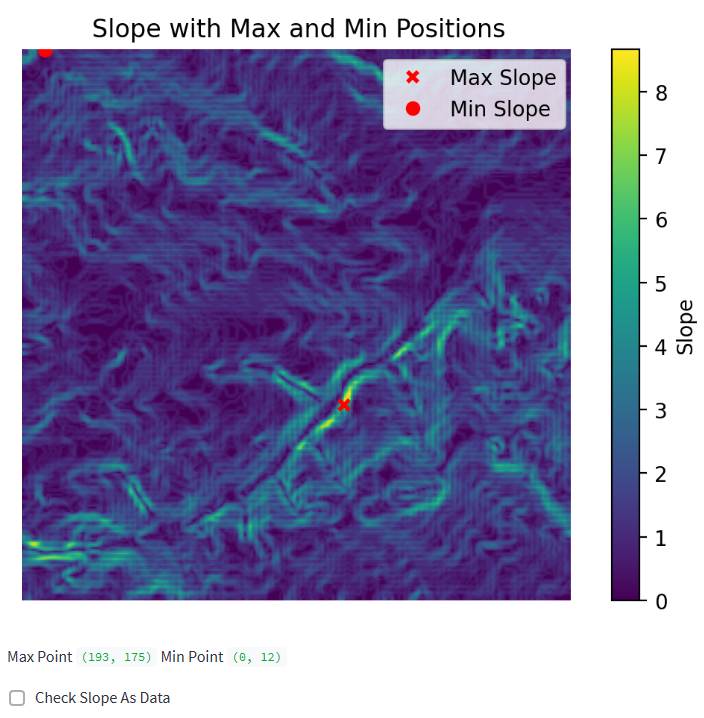 Slope with Max and Min Positions
Max Slope
Min Slope
8
7
6
5
4
3
2
1
0
Slope
Max Point (193, 175) Min Point (0, 12)
Check Slope As Data